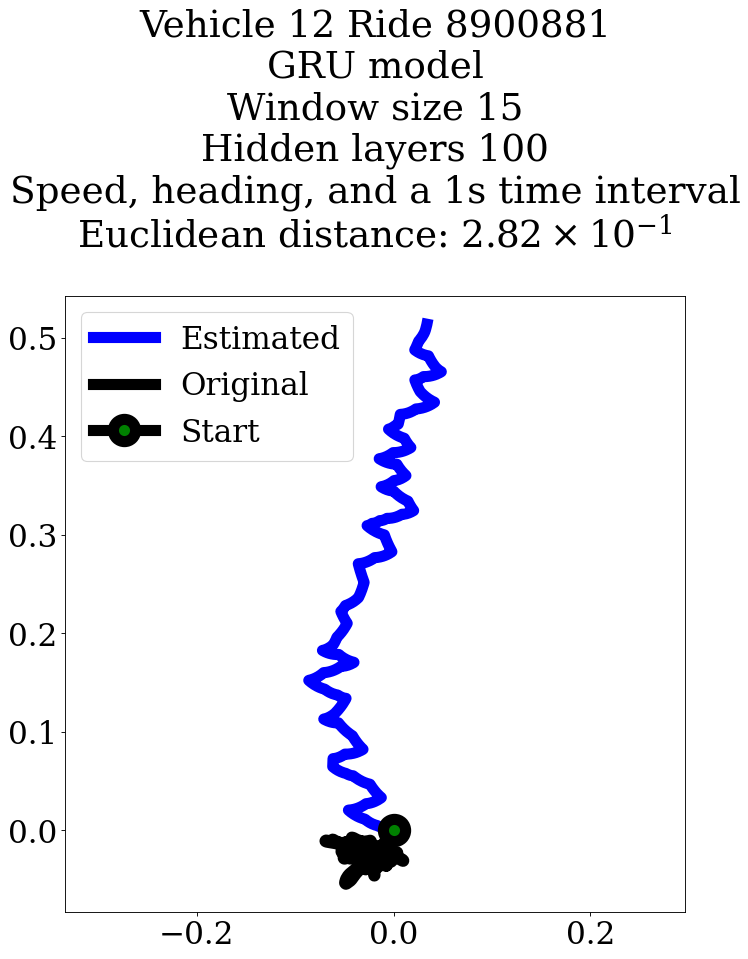 Vehicle 12 Ride 8900881
GRU model
Window size 15
Hidden layers 100
Speed, heading, and a 1s time interval
Euclidean distance: 2.82 × 10⁻¹
Estimated
Original
Start
0.5
0.4
0.3
0.2
0.1
0.0
−0.2 0.0 0.2